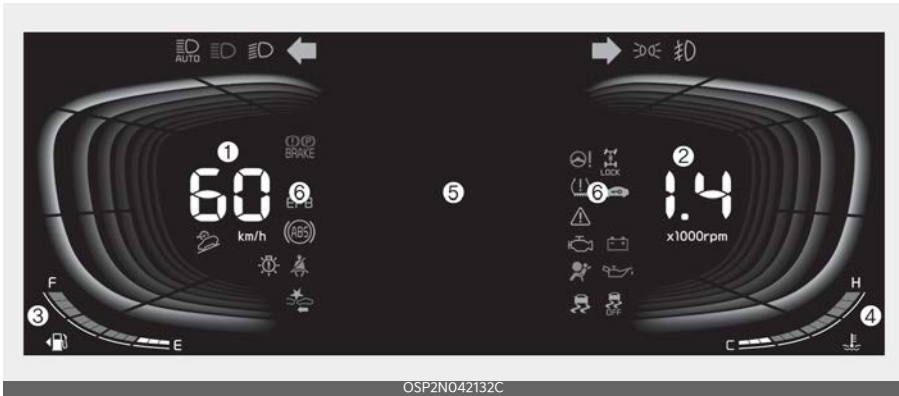 AUTO
① 60 km/h
BRAKE
⑥
EPB
(ABS)
⑤
② 1.4 x1000rpm
LOCK
⑥
OFF
F
③
E
H
④
C
OSP2N042132C